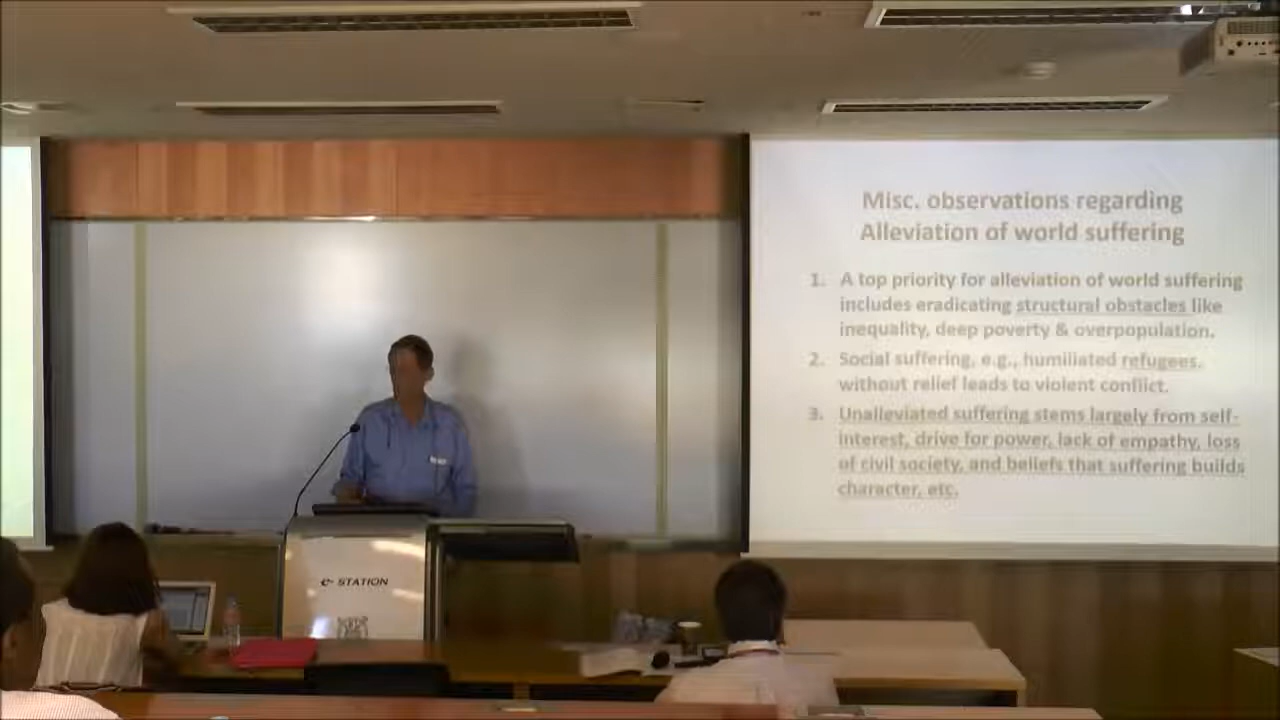 Misc. observations regarding
Alleviation of world suffering
1. A top priority for alleviation of world suffering
includes eradicating structural obstacles like
inequality, deep poverty & overpopulation.
2. Social suffering, e.g., humiliated refugees,
without relief leads to violent conflict.
3. Unalleviated suffering stems largely from self-
interest, drive for power, lack of empathy, loss
of civil society, and beliefs that suffering builds
character, etc.
e-STATION